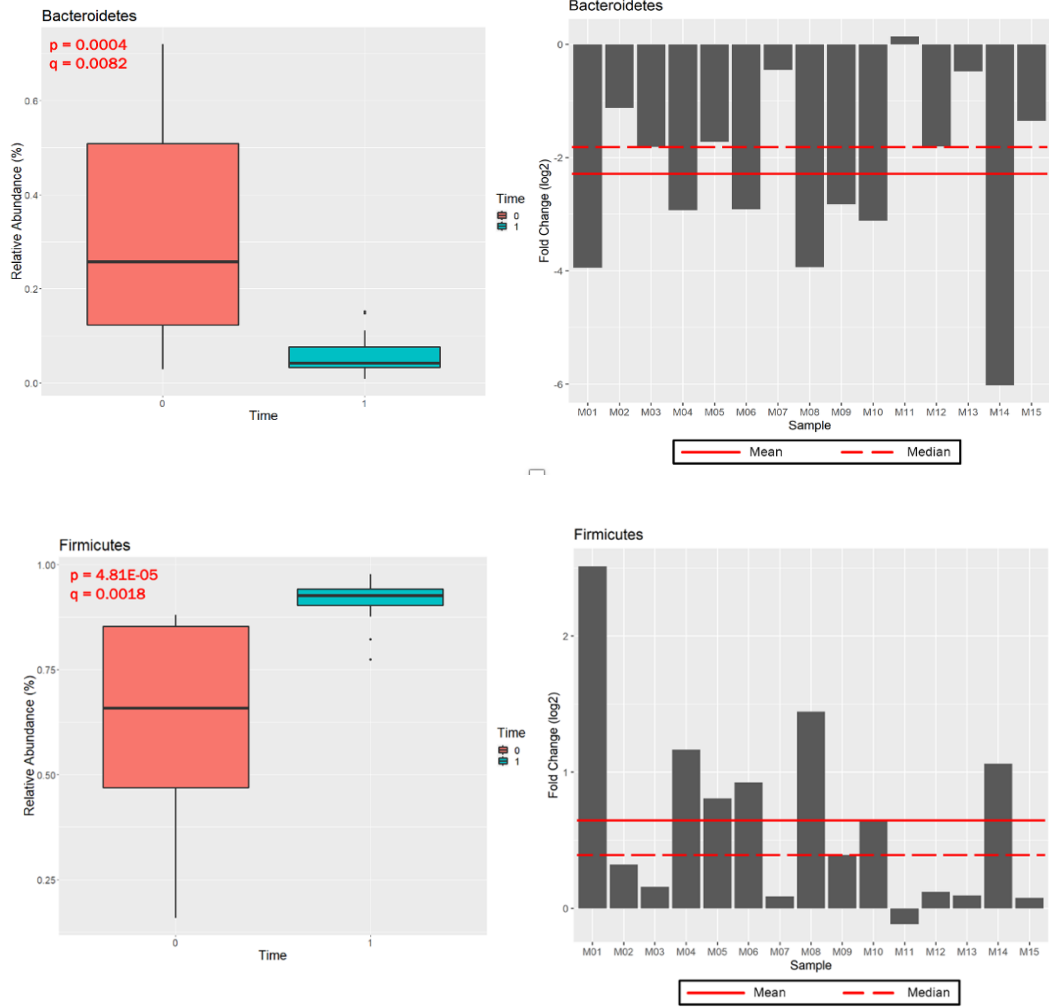 Bacteroidetes
p = 0.0004
q = 0.0082
Relative Abundance (%)
0.6
0.4
0.2
0.0
0 1
Time
Time
0
1
Bacteroidetes
Fold Change (log2)
0
-2
-4
-6
M01 M02 M03 M04 M05 M06 M07 M08 M09 M10 M11 M12 M13 M14 M15
Sample
Mean Median
Firmicutes
p = 4.81E-05
q = 0.0018
Relative Abundance (%)
1.00
0.75
0.50
0.25
0 1
Time
Time
0
1
Firmicutes
Fold Change (log2)
2
1
0
M01 M02 M03 M04 M05 M06 M07 M08 M09 M10 M11 M12 M13 M14 M15
Sample
Mean Median